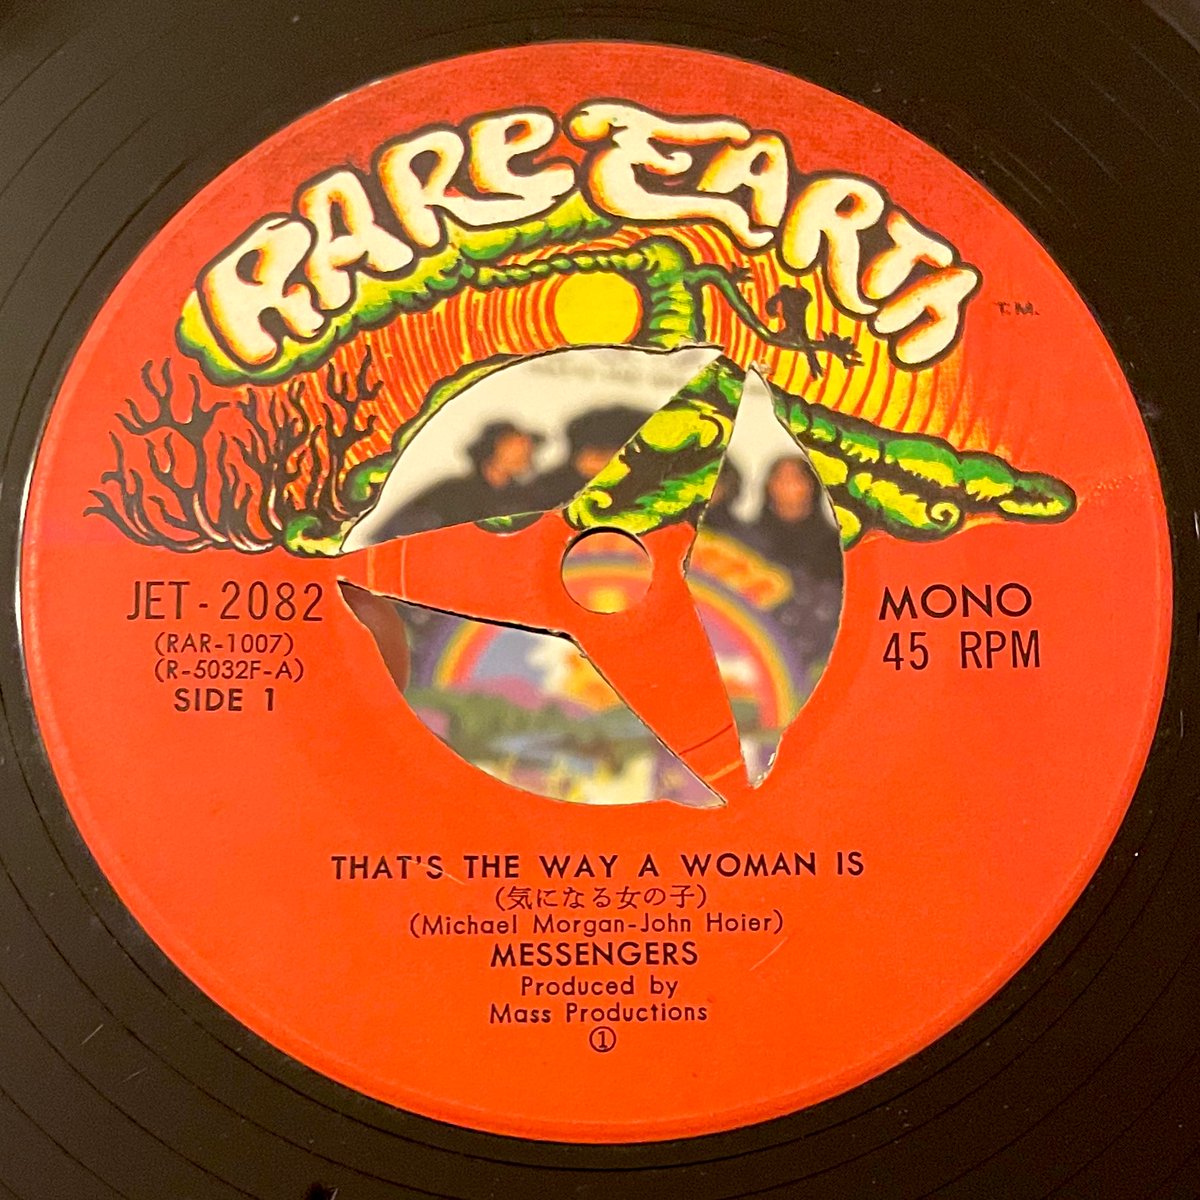 RARE EARTH
T.M.
JET-2082
(RAR-1007)
(R-5032F-A)
SIDE 1
MONO
45 RPM
THAT'S THE WAY A WOMAN IS
(気になる女の子)
(Michael Morgan-John Hoier)
MESSENGERS
Produced by
Mass Productions
①